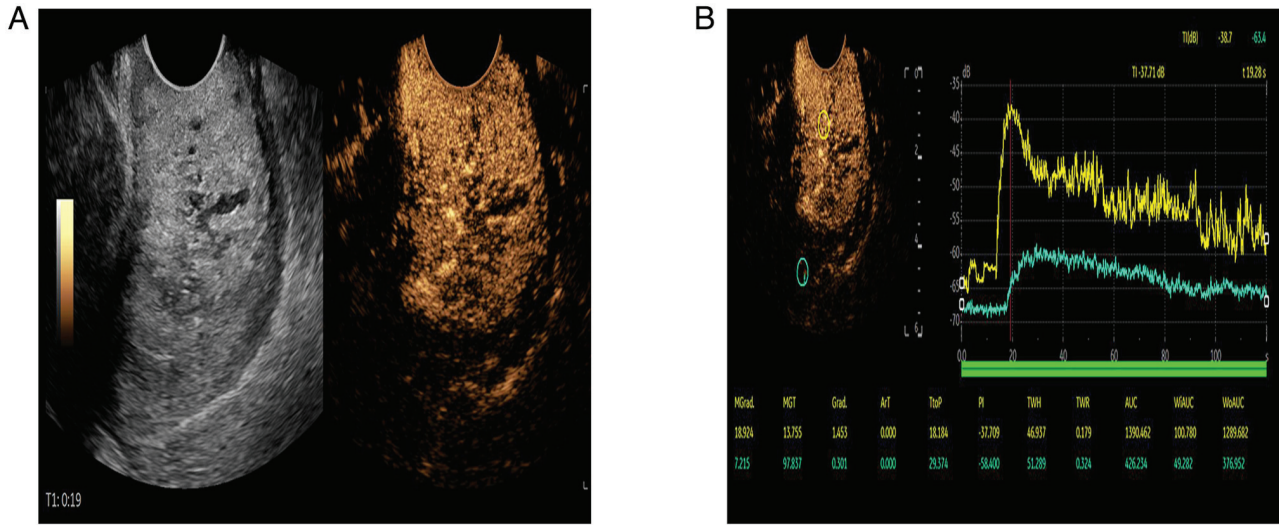 A
B
T1: 0:19
TI(dB) -38.7 -63.4
dB TI -37.71 dB t 19.28 s
0
2
4
6
-35
-40
-45
-50
-55
-60
-65
-70
0.0 20 40 60 80 100 s
MGrad. MGT Grad. ArT TtoP PI TWH TWR AUC WiAUC WoAUC
18.924 13.755 1.453 0.000 18.184 -37.709 46.937 0.179 1390.462 100.780 1289.682
7.215 97.837 0.301 0.000 29.374 -58.400 51.289 0.324 426.234 49.282 376.952